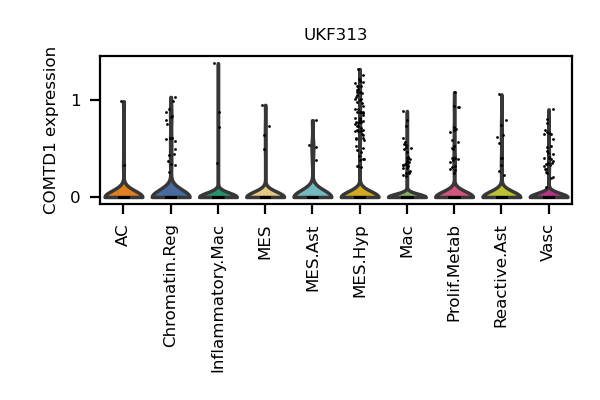 UKF313
COMTD1 expression
1
0
AC
Chromatin.Reg
Inflammatory.Mac
MES
MES.Ast
MES.Hyp
Mac
Prolif.Metab
Reactive.Ast
Vasc